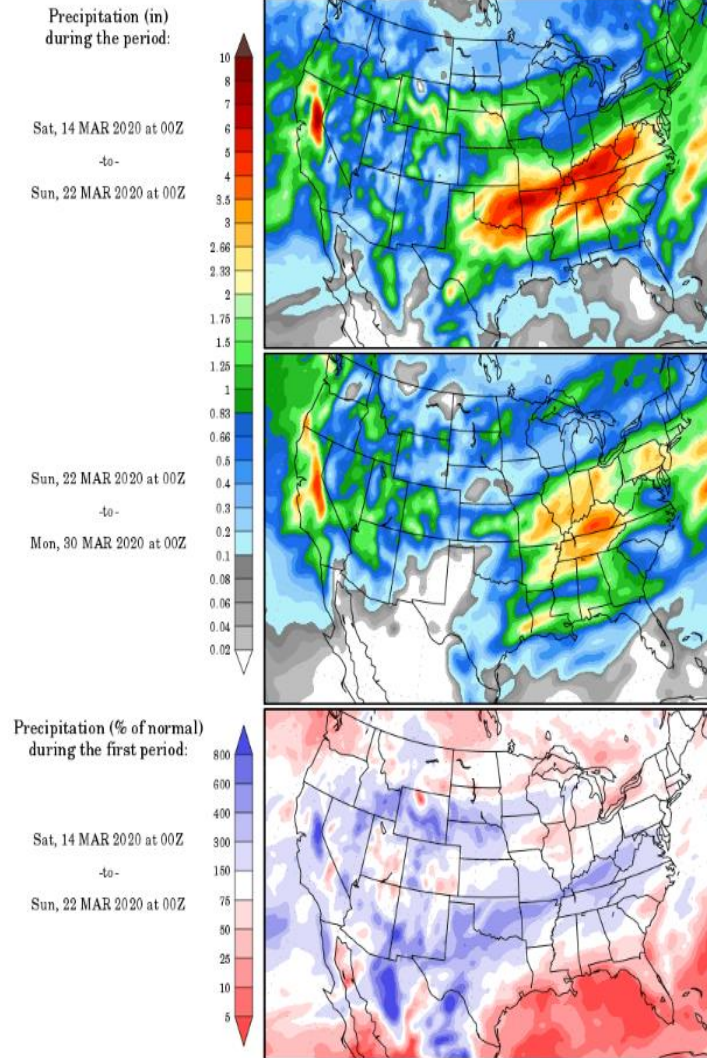 Precipitation (in)
during the period:
Sat, 14 MAR 2020 at 00Z
-to-
Sun, 22 MAR 2020 at 00Z
10
8
7
6
5
4
3.5
3
2.66
2.33
2
1.75
1.5
1.25
1
0.83
0.66
0.5
0.4
0.3
0.2
0.1
0.08
0.06
0.04
0.02
Sun, 22 MAR 2020 at 00Z
-to-
Mon, 30 MAR 2020 at 00Z
Precipitation (% of normal)
during the first period:
Sat, 14 MAR 2020 at 00Z
-to-
Sun, 22 MAR 2020 at 00Z
800
600
400
300
150
75
50
25
10
5